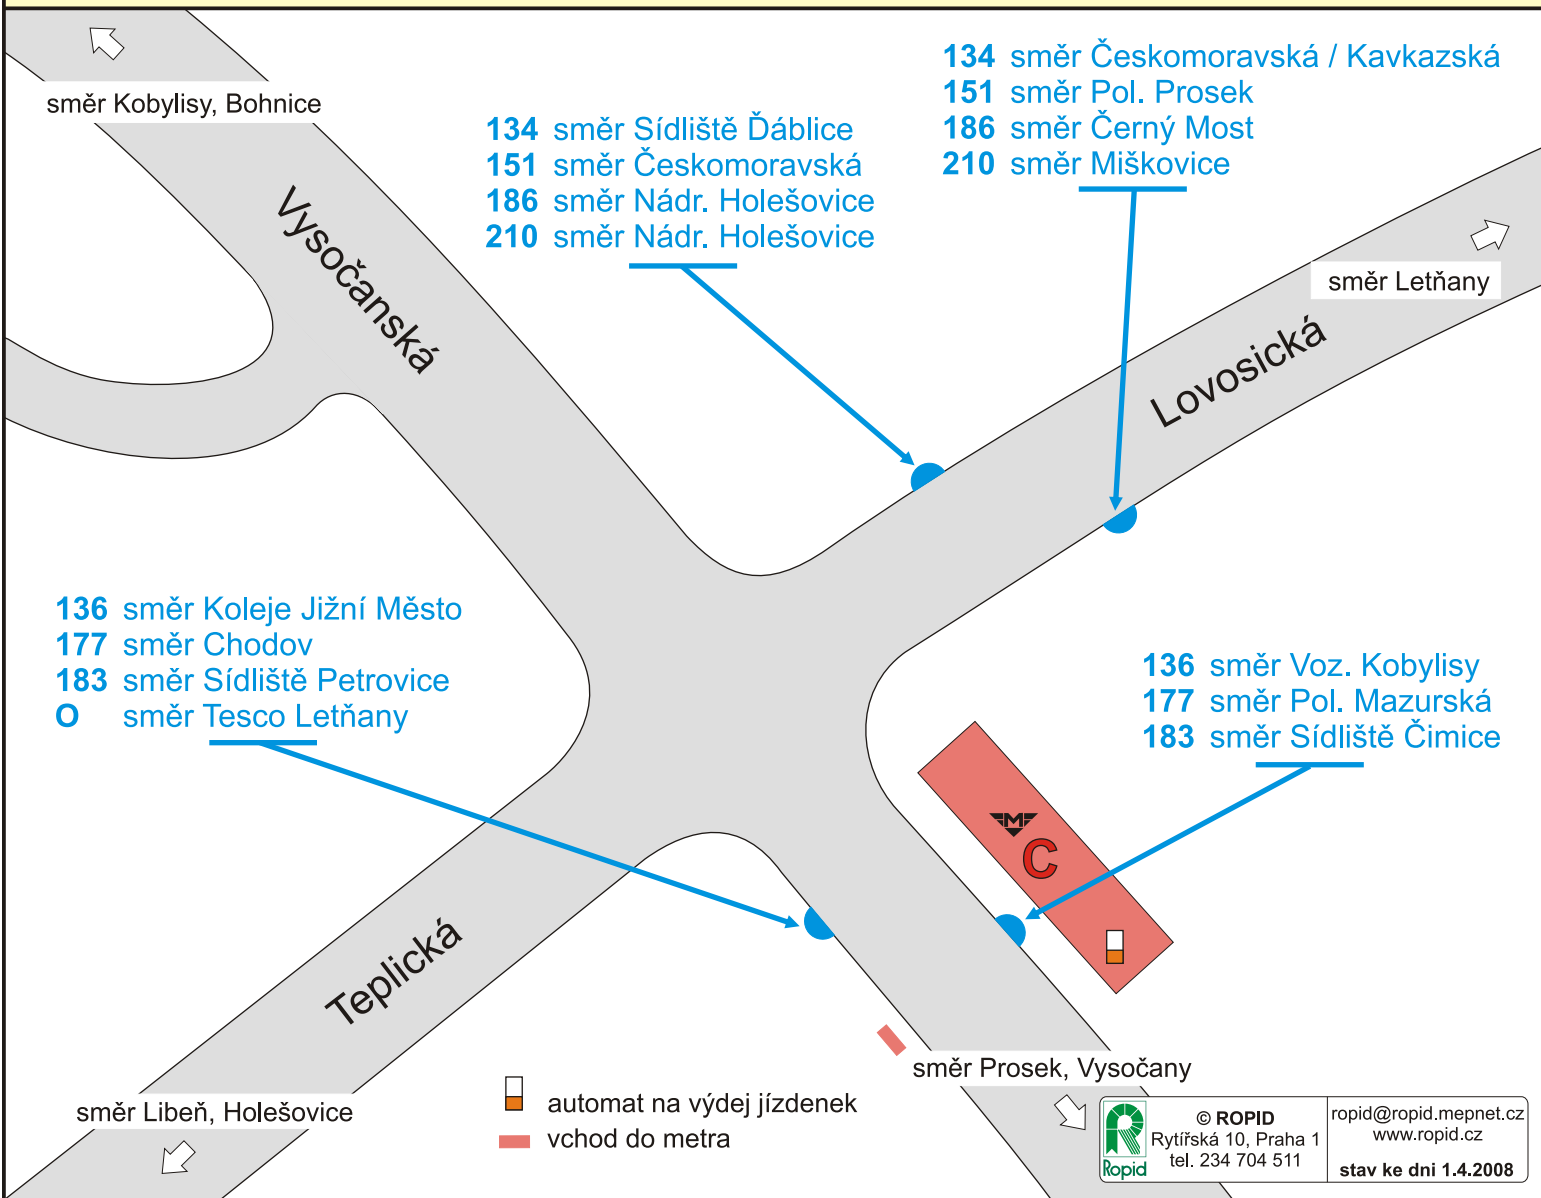 směr Kobylisy, Bohnice
134 směr Sídliště Ďáblice
151 směr Českomoravská
186 směr Nádr. Holešovice
210 směr Nádr. Holešovice
134 směr Českomoravská / Kavkazská
151 směr Pol. Prosek
186 směr Černý Most
210 směr Miškovice
Vysočanská
směr Letňany
Lovosická
136 směr Koleje Jižní Město
177 směr Chodov
183 směr Sídliště Petrovice
O směr Tesco Letňany
136 směr Voz. Kobylisy
177 směr Pol. Mazurská
183 směr Sídliště Čimice
M
C
Teplická
směr Prosek, Vysočany
směr Libeň, Holešovice
automat na výdej jízdenek
vchod do metra
Ropid
© ROPID
Rytířská 10, Praha 1
tel. 234 704 511
ropid@ropid.mepnet.cz
www.ropid.cz
stav ke dni 1.4.2008